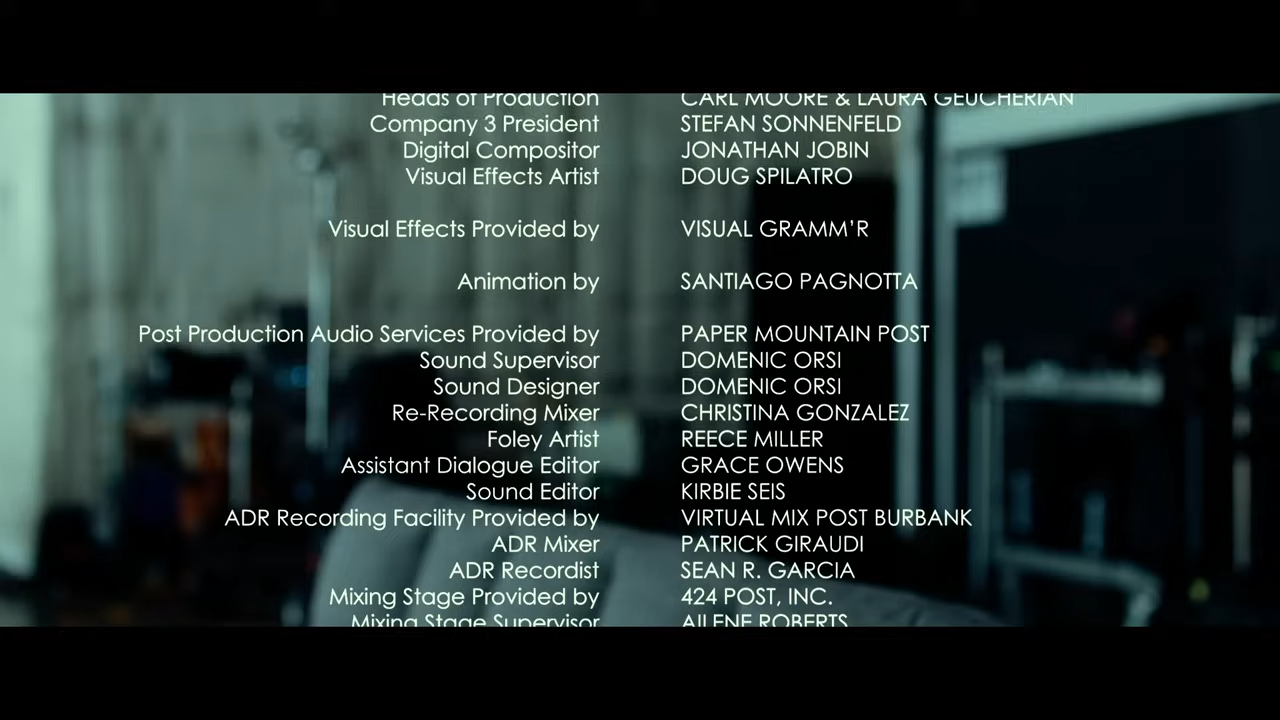 Heads of Production CARL MOORE & LAURA GEUCHERIAN
Company 3 President STEFAN SONNENFELD
Digital Compositor JONATHAN JOBIN
Visual Effects Artist DOUG SPILATRO
Visual Effects Provided by VISUAL GRAMM'R
Animation by SANTIAGO PAGNOTTA
Post Production Audio Services Provided by PAPER MOUNTAIN POST
Sound Supervisor DOMENIC ORSI
Sound Designer DOMENIC ORSI
Re-Recording Mixer CHRISTINA GONZALEZ
Foley Artist REECE MILLER
Assistant Dialogue Editor GRACE OWENS
Sound Editor KIRBIE SEIS
ADR Recording Facility Provided by VIRTUAL MIX POST BURBANK
ADR Mixer PATRICK GIRAUDI
ADR Recordist SEAN R. GARCIA
Mixing Stage Provided by 424 POST, INC.
Mixing Stage Supervisor AILENE ROBERTS